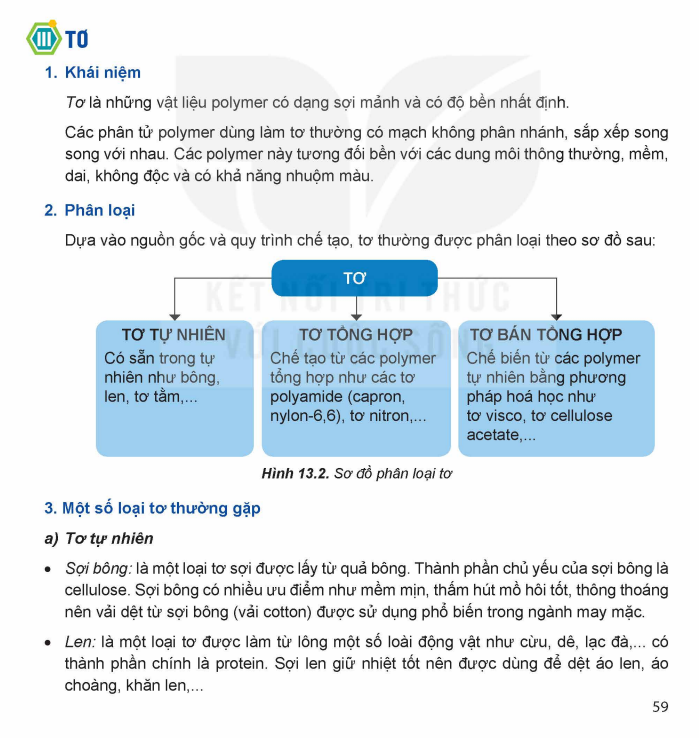 III TƠ
1. Khái niệm
Tơ là những vật liệu polymer có dạng sợi mảnh và có độ bền nhất định.
Các phân tử polymer dùng làm tơ thường có mạch không phân nhánh, sắp xếp song
song với nhau. Các polymer này tương đối bền với các dung môi thông thường, mềm,
dai, không độc và có khả năng nhuộm màu.
2. Phân loại
Dựa vào nguồn gốc và quy trình chế tạo, tơ thường được phân loại theo sơ đồ sau:
KẾT NỐI TRI THỨC
VỚI CUỘC SỐNG
TƠ
TƠ TỰ NHIÊN
Có sẵn trong tự
nhiên như bông,
len, tơ tằm,...
TƠ TỔNG HỢP
Chế tạo từ các polymer
tổng hợp như các tơ
polyamide (capron,
nylon-6,6), tơ nitron,...
TƠ BÁN TỔNG HỢP
Chế biến từ các polymer
tự nhiên bằng phương
pháp hoá học như
tơ visco, tơ cellulose
acetate,...
Hình 13.2. Sơ đồ phân loại tơ
3. Một số loại tơ thường gặp
a) Tơ tự nhiên
• Sợi bông: là một loại tơ sợi được lấy từ quả bông. Thành phần chủ yếu của sợi bông là
cellulose. Sợi bông có nhiều ưu điểm như mềm mịn, thấm hút mồ hôi tốt, thông thoáng
nên vải dệt từ sợi bông (vải cotton) được sử dụng phổ biến trong ngành may mặc.
• Len: là một loại tơ được làm từ lông một số loài động vật như cừu, dê, lạc đà,... có
thành phần chính là protein. Sợi len giữ nhiệt tốt nên được dùng để dệt áo len, áo
choàng, khăn len,...
59